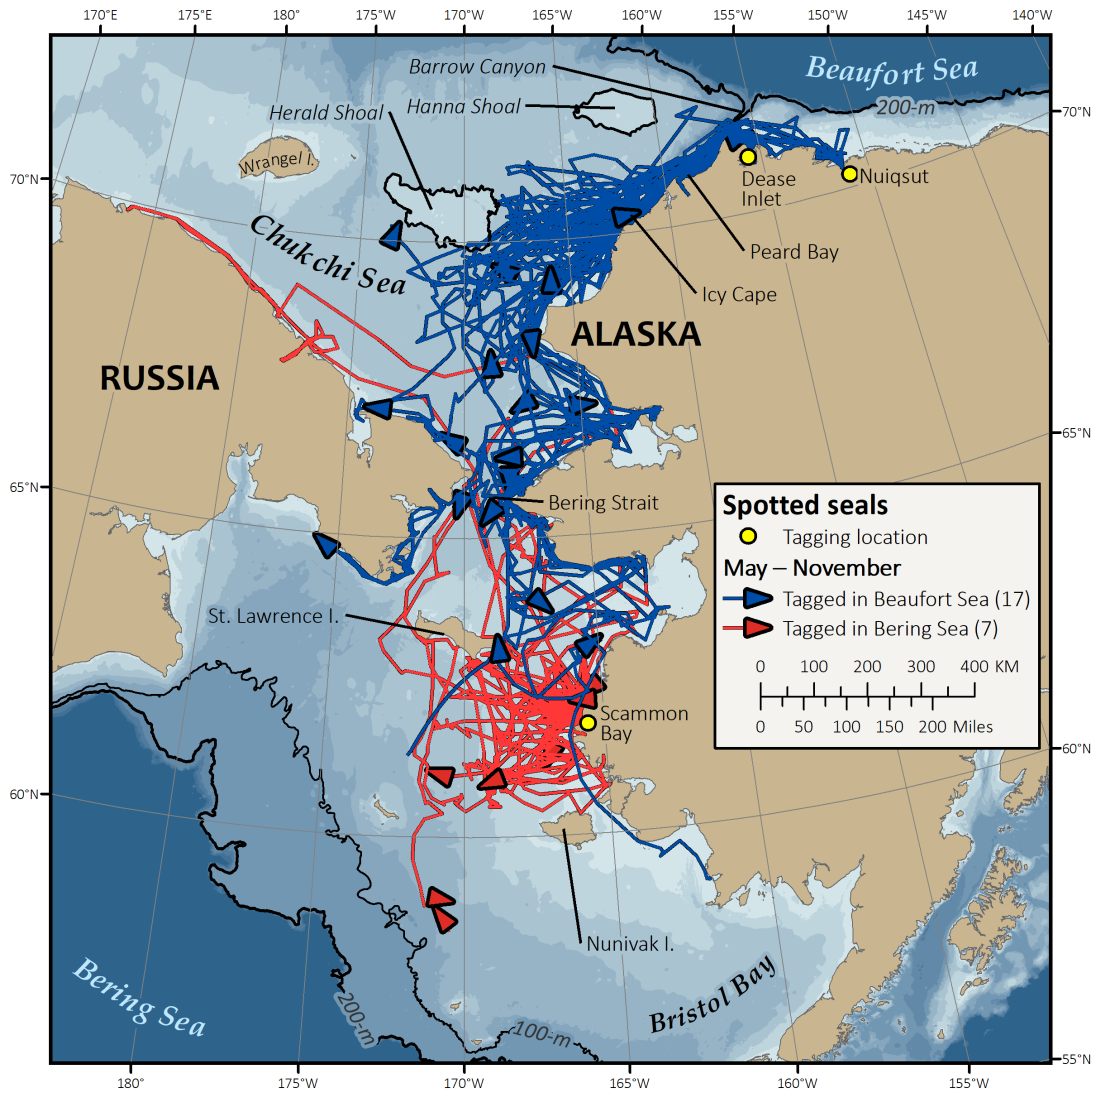 170°E
175°E
180°
175°W
170°W
165°W
160°W
155°W
150°W
145°W
140°W
Barrow Canyon
Beaufort Sea
Hanna Shoal
200-m
Herald Shoal
70°N
Wrangel I.
70°N
Dease
Inlet
Nuiqsut
Chukchi Sea
Peard Bay
Icy Cape
ALASKA
RUSSIA
65°N
65°N
Bering Strait
Spotted seals
Tagging location
May – November
Tagged in Beaufort Sea (17)
Tagged in Bering Sea (7)
0 100 200 300 400 KM
0 50 100 150 200 Miles
St. Lawrence I.
Scammon
Bay
60°N
60°N
Nunivak I.
Bristol Bay
Bering Sea
200-m
100-m
55°N
180°
175°W
170°W
165°W
160°W
155°W